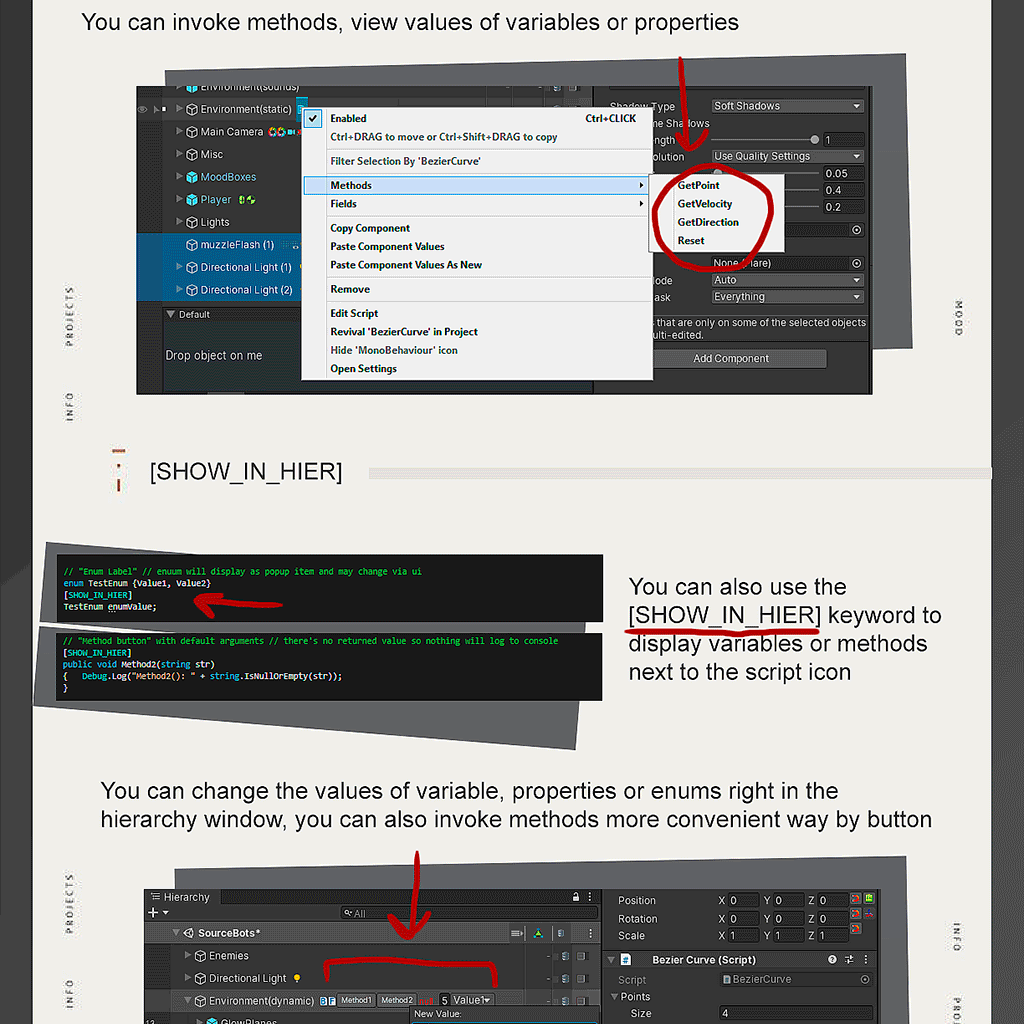 You can invoke methods, view values of variables or properties
Environment(sounds)
Environment(static)
Main Camera
Misc
MoodBoxes
Player
Lights
muzzleFlash (1)
Directional Light (1)
Directional Light (2)
Default
Drop object on me
Enabled Ctrl+CLICK
Ctrl+DRAG to move or Ctrl+Shift+DRAG to copy
Filter Selection By 'BezierCurve'
Methods
Fields
Copy Component
Paste Component Values
Paste Component Values As New
Remove
Edit Script
Revival 'BezierCurve' in Project
Hide 'MonoBehaviour' icon
Open Settings
GetPoint
GetVelocity
GetDirection
Reset
Shadow Type Soft Shadows
Shadows
1
Use Quality Settings
0.05
0.4
0.2
Auto
Everything
that are only on some of the selected objects
Add Component
PROJECTS
INFO
MOOD
[SHOW_IN_HIER]
// "Enum Label" // enuum will display as popup item and may change via ui
enum TestEnum {Value1, Value2}
[SHOW_IN_HIER]
TestEnum enumValue;
// "Method button" with default arguments // there's no returned value so nothing will log to console
[SHOW_IN_HIER]
public void Method2(string str)
{ Debug.Log("Method2(): " + string.IsNullOrEmpty(str));
}
You can also use the
[SHOW_IN_HIER] keyword to
display variables or methods
next to the script icon
You can change the values of variable, properties or enums right in the
hierarchy window, you can also invoke methods more convenient way by button
PROJECTS
INFO
INFO
Hierarchy
All
SourceBots*
Enemies
Directional Light
Environment(dynamic) Method1 Method2 5 Value1
GlowPlanes
New Value:
Position X 0 Y 0 Z 0
Rotation X 0 Y 0 Z 0
Scale X 1 Y 1 Z 1
Bezier Curve (Script)
Script BezierCurve
Points
Size 4